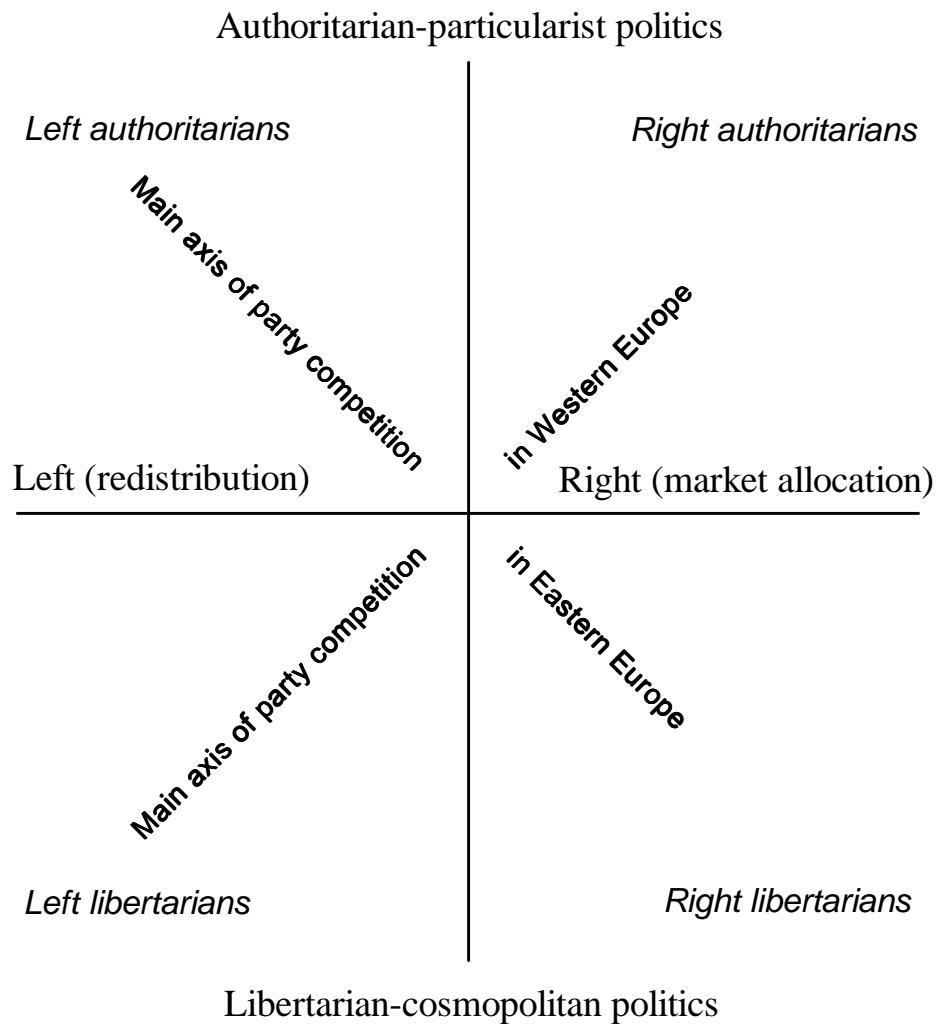 Authoritarian-particularist politics
Left authoritarians
Right authoritarians
Main axis of party competition
in Western Europe
Left (redistribution)
Right (market allocation)
Main axis of party competition
in Eastern Europe
Left libertarians
Right libertarians
Libertarian-cosmopolitan politics